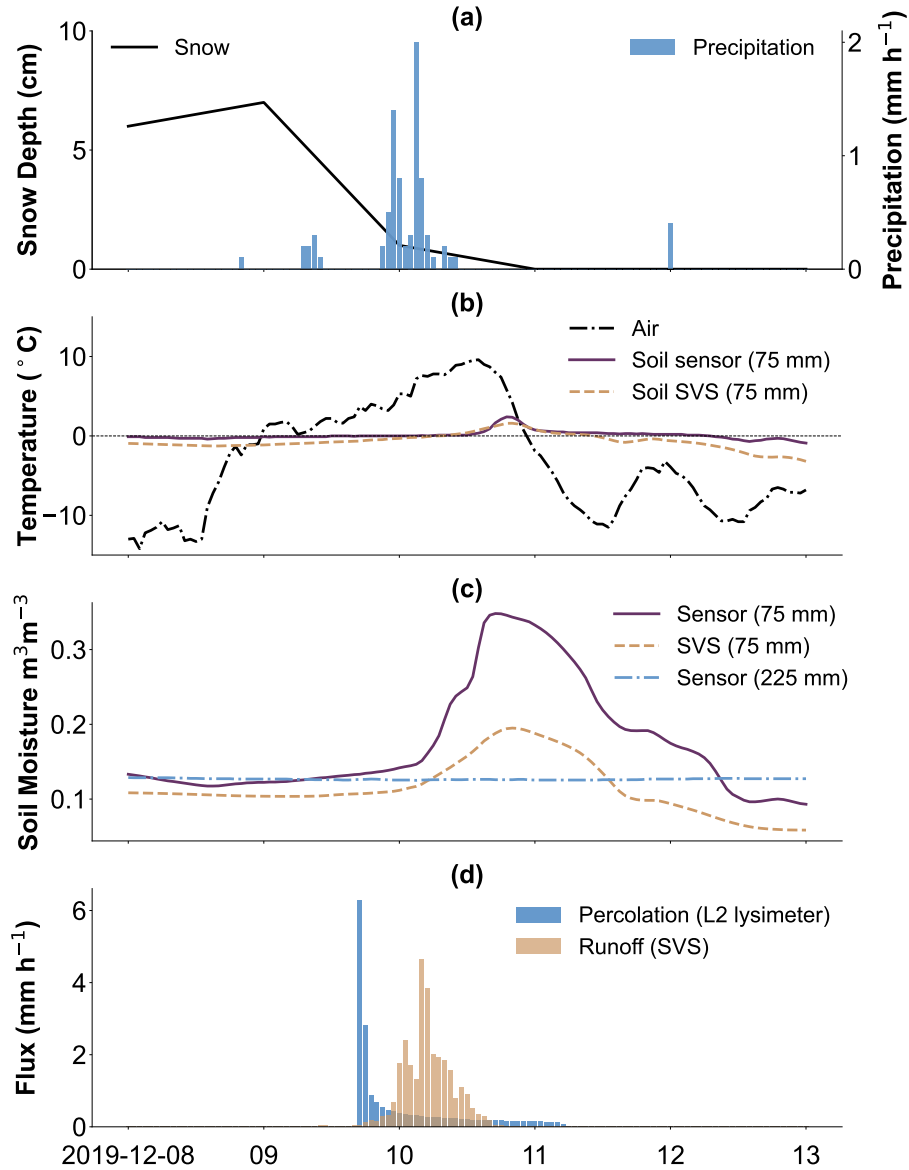 (a)
Snow Depth (cm)
10
5
0
Snow
Precipitation
2
1
0
Precipitation (mm h⁻¹)
(b)
Temperature (°C)
10
0
−10
Air
Soil sensor (75 mm)
Soil SVS (75 mm)
(c)
Soil Moisture m³m⁻³
0.3
0.2
0.1
Sensor (75 mm)
SVS (75 mm)
Sensor (225 mm)
(d)
Flux (mm h⁻¹)
6
4
2
0
Percolation (L2 lysimeter)
Runoff (SVS)
2019-12-08 09 10 11 12 13